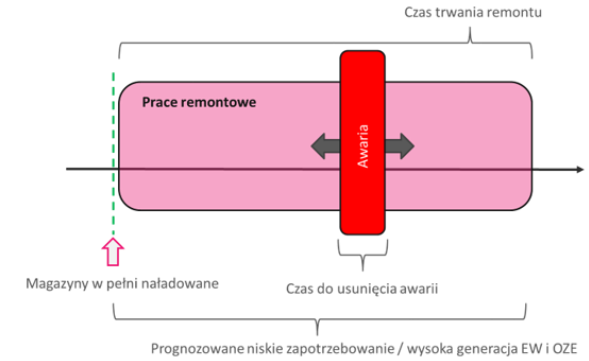 Czas trwania remontu
Prace remontowe
Awaria
Magazyny w pełni naładowane
Czas do usunięcia awarii
Prognozowane niskie zapotrzebowanie / wysoka generacja EW i OZE